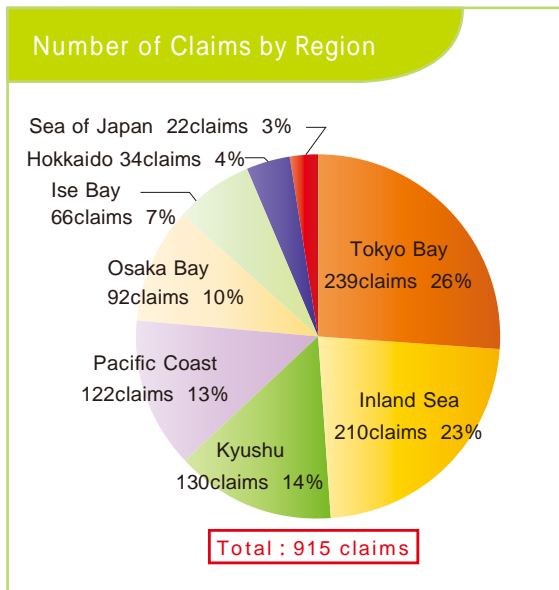 Number of Claims by Region
Sea of Japan 22claims 3%
Hokkaido 34claims 4%
Ise Bay
66claims 7%
Osaka Bay
92claims 10%
Pacific Coast
122claims 13%
Kyushu
130claims 14%
Tokyo Bay
239claims 26%
Inland Sea
210claims 23%
Total : 915 claims